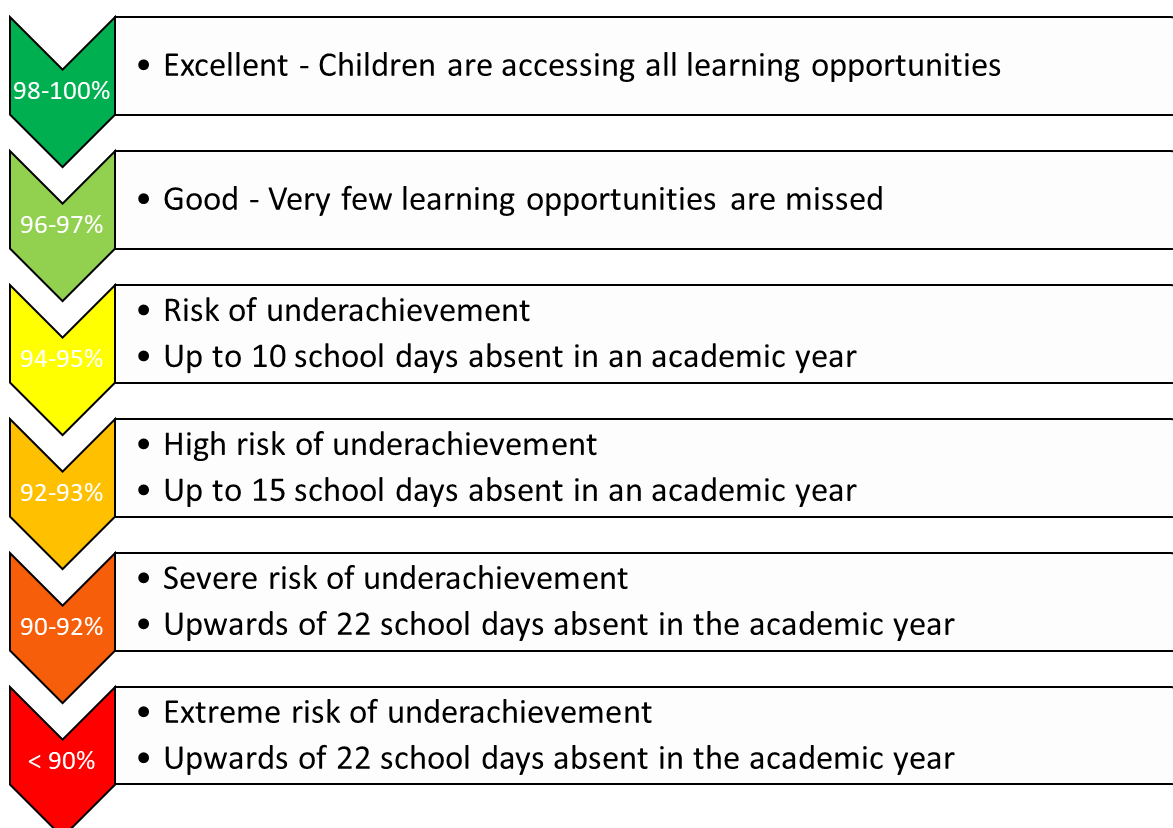 98-100%
• Excellent - Children are accessing all learning opportunities
96-97%
• Good - Very few learning opportunities are missed
94-95%
• Risk of underachievement
• Up to 10 school days absent in an academic year
92-93%
• High risk of underachievement
• Up to 15 school days absent in an academic year
90-92%
• Severe risk of underachievement
• Upwards of 22 school days absent in the academic year
< 90%
• Extreme risk of underachievement
• Upwards of 22 school days absent in the academic year